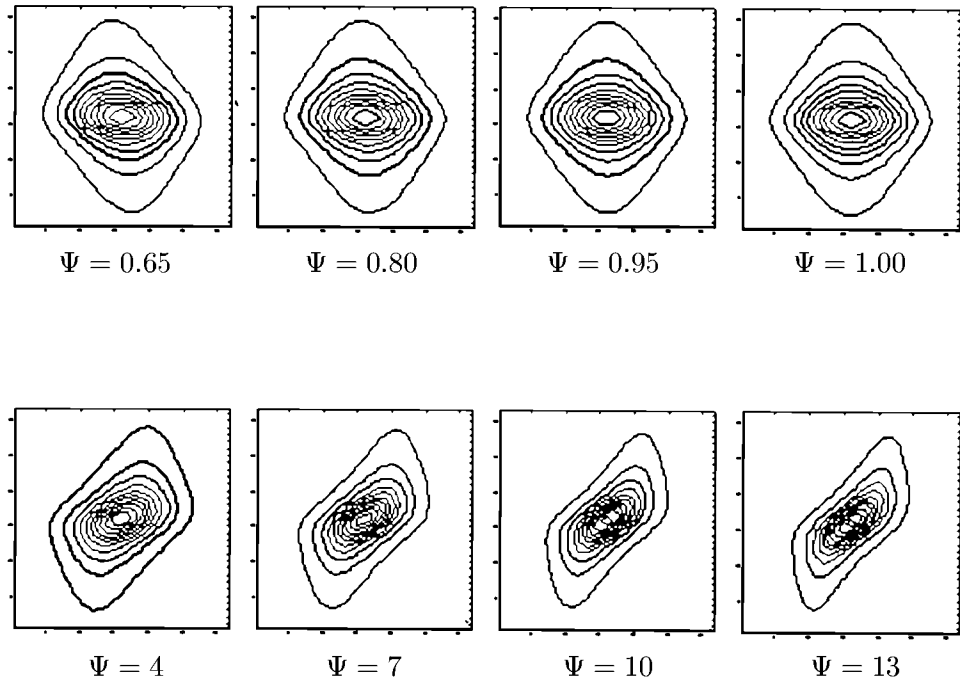 Ψ = 0.65 Ψ = 0.80 Ψ = 0.95 Ψ = 1.00
Ψ = 4 Ψ = 7 Ψ = 10 Ψ = 13